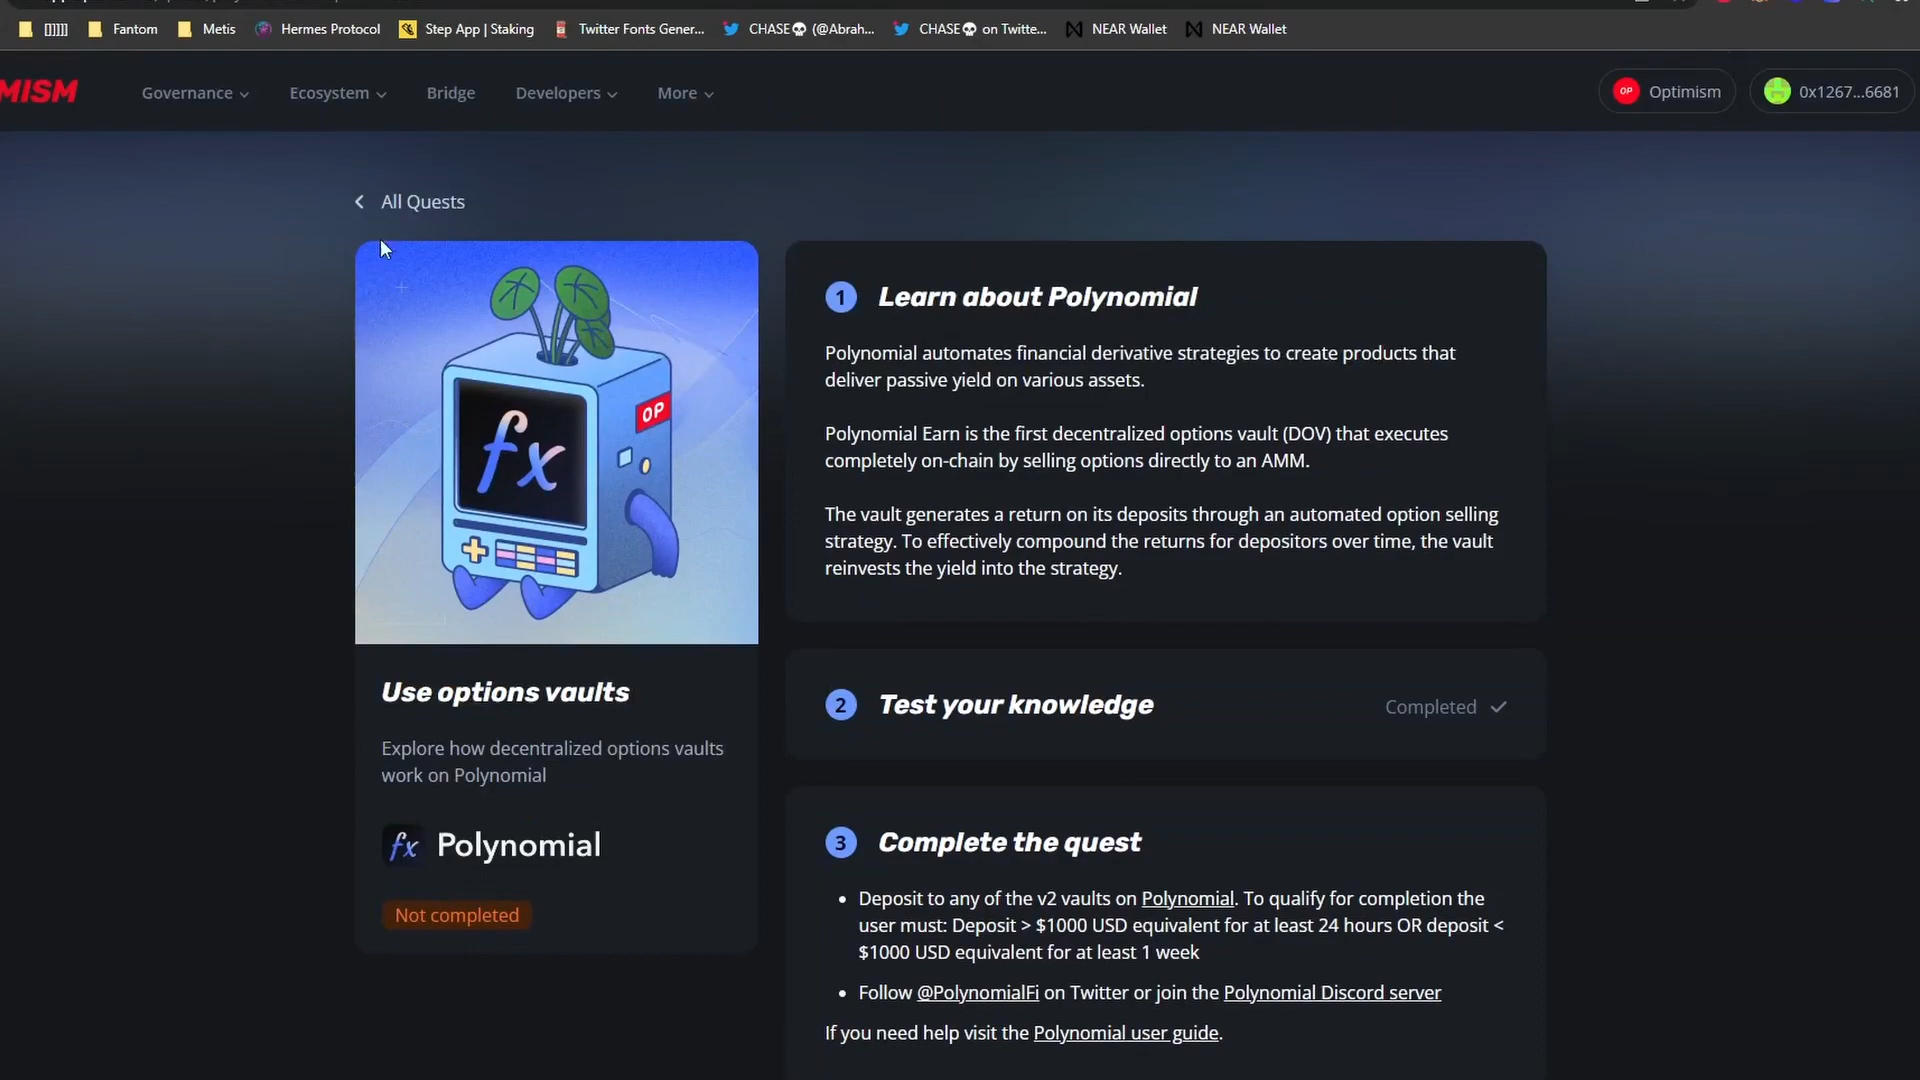 []]]]]
Fantom
Metis
Hermes Protocol
Step App | Staking
Twitter Fonts Gener...
CHASE💀 (@Abrah...
CHASE💀 on Twitte...
NEAR Wallet
NEAR Wallet
MISM
Governance
Ecosystem
Bridge
Developers
More
OP
Optimism
0x1267...6681
All Quests
fx
OP
Use options vaults
Explore how decentralized options vaults
work on Polynomial
fx Polynomial
Not completed
1 Learn about Polynomial
Polynomial automates financial derivative strategies to create products that
deliver passive yield on various assets.
Polynomial Earn is the first decentralized options vault (DOV) that executes
completely on-chain by selling options directly to an AMM.
The vault generates a return on its deposits through an automated option selling
strategy. To effectively compound the returns for depositors over time, the vault
reinvests the yield into the strategy.
2 Test your knowledge
Completed
3 Complete the quest
• Deposit to any of the v2 vaults on Polynomial. To qualify for completion the
user must: Deposit > $1000 USD equivalent for at least 24 hours OR deposit <
$1000 USD equivalent for at least 1 week
• Follow @PolynomialFi on Twitter or join the Polynomial Discord server
If you need help visit the Polynomial user guide.